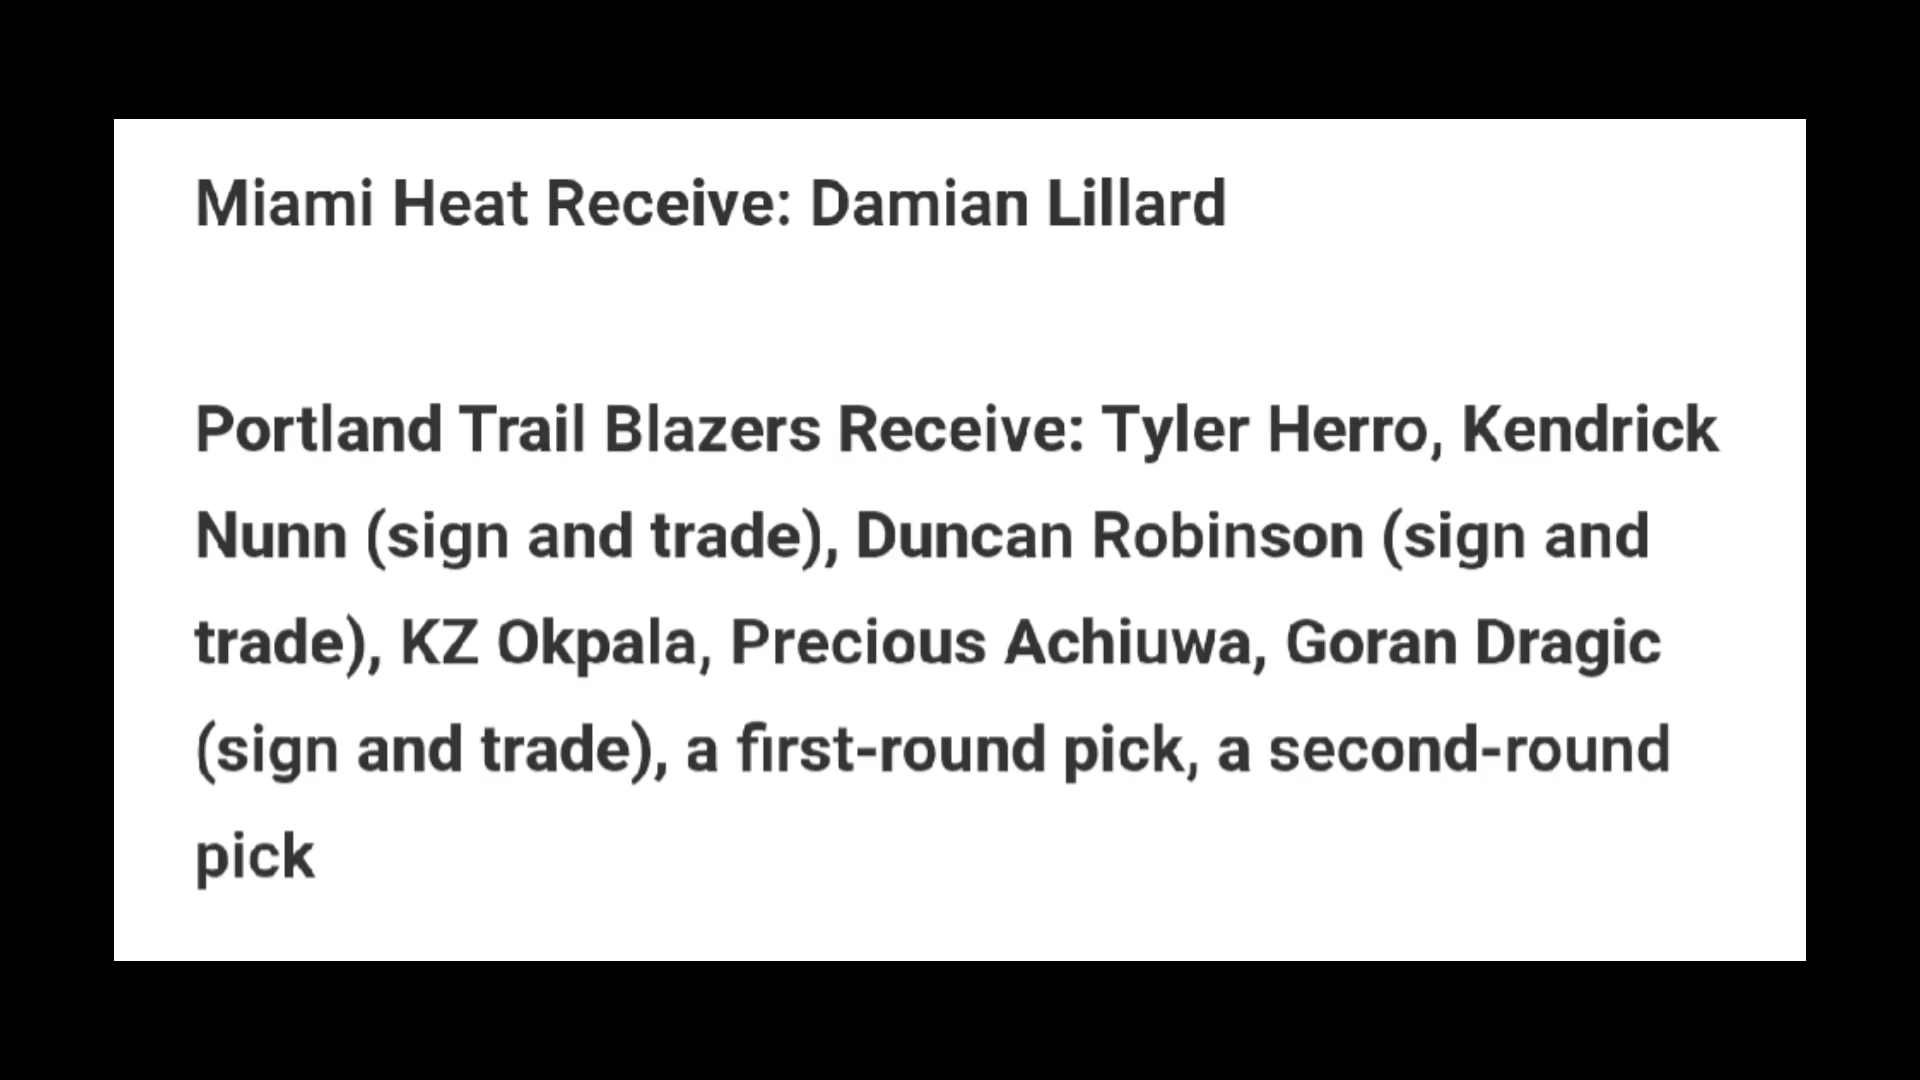 Miami Heat Receive: Damian Lillard
Portland Trail Blazers Receive: Tyler Herro, Kendrick
Nunn (sign and trade), Duncan Robinson (sign and
trade), KZ Okpala, Precious Achiuwa, Goran Dragic
(sign and trade), a first-round pick, a second-round
pick